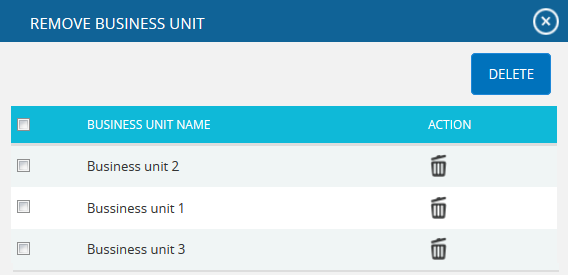 REMOVE BUSINESS UNIT
DELETE
BUSINESS UNIT NAME ACTION
Business unit 2
Bussiness unit 1
Bussiness unit 3